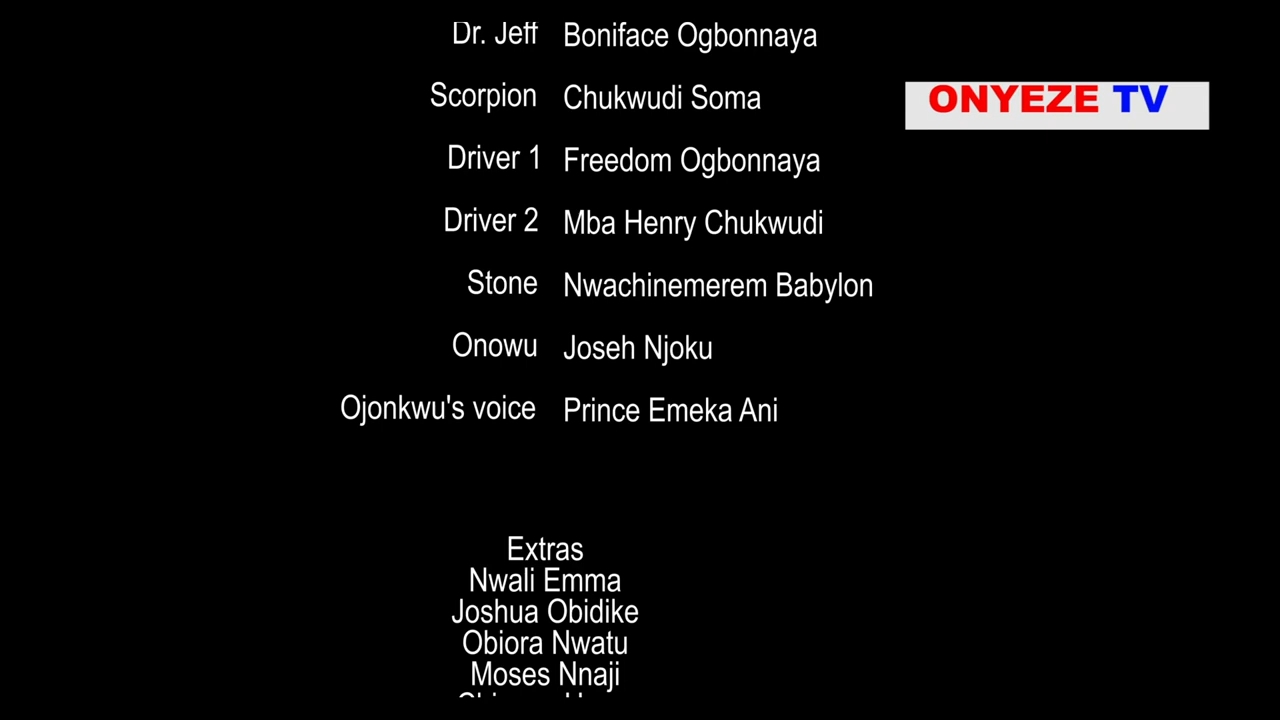 Dr. Jeff Boniface Ogbonnaya
Scorpion Chukwudi Soma
ONYEZE TV
Driver 1 Freedom Ogbonnaya
Driver 2 Mba Henry Chukwudi
Stone Nwachinemerem Babylon
Onowu Joseh Njoku
Ojonkwu's voice Prince Emeka Ani
Extras
Nwali Emma
Joshua Obidike
Obiora Nwatu
Moses Nnaji